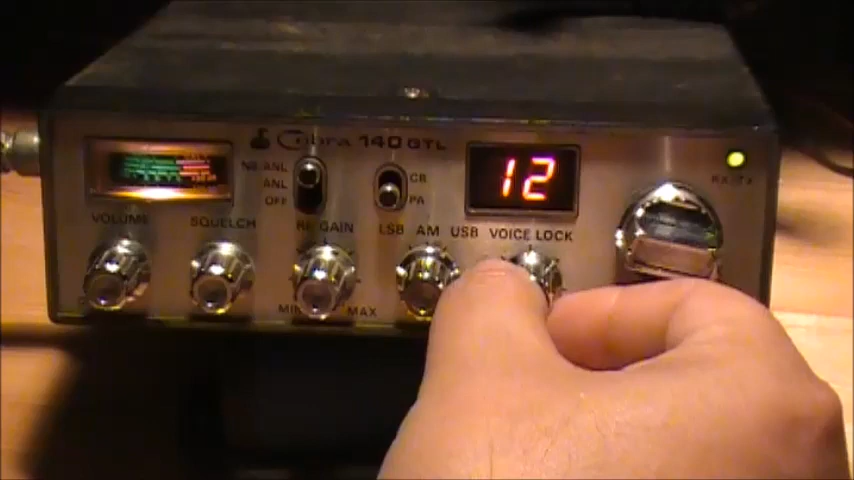 Cobra 140 GTL
NB/ANL
ANL
OFF
CB
PA
12
RX/TX
VOLUME
SQUELCH
RF GAIN
LSB AM USB
VOICE LOCK
MIN
MAX